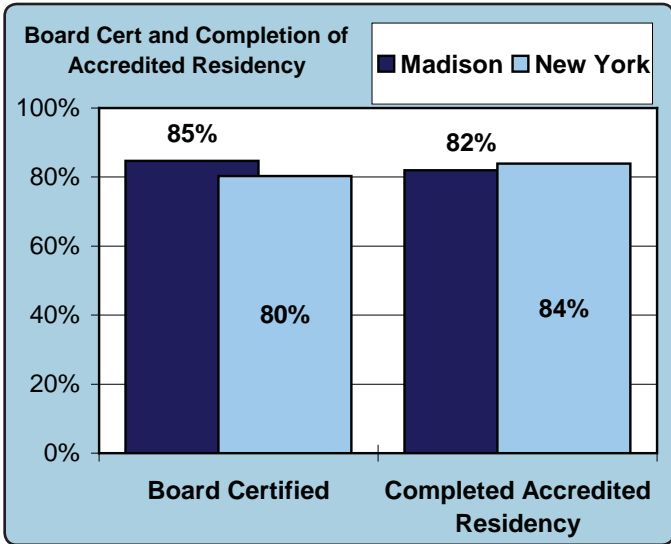 Board Cert and Completion of
Accredited Residency
Madison
New York
100%
80%
60%
40%
20%
0%
85%
80%
82%
84%
Board Certified
Completed Accredited
Residency